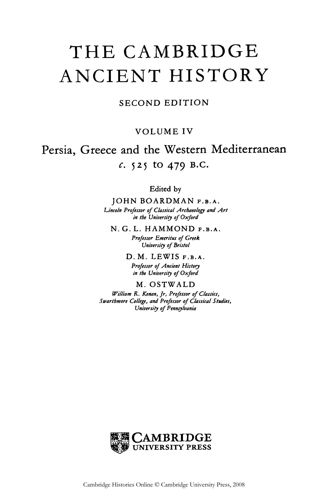 THE CAMBRIDGE
ANCIENT HISTORY
SECOND EDITION
VOLUME IV
Persia, Greece and the Western Mediterranean
c. 525 to 479 B.C.
Edited by
JOHN BOARDMAN F.B.A.
Lincoln Professor of Classical Archaeology and Art
in the University of Oxford
N. G. L. HAMMOND F.B.A.
Professor Emeritus of Greek
University of Bristol
D. M. LEWIS F.B.A.
Professor of Ancient History
in the University of Oxford
M. OSTWALD
William R. Kenan, Jr, Professor of Classics,
Swarthmore College, and Professor of Classical Studies,
University of Pennsylvania
CAMBRIDGE
UNIVERSITY PRESS
Cambridge Histories Online © Cambridge University Press, 2008